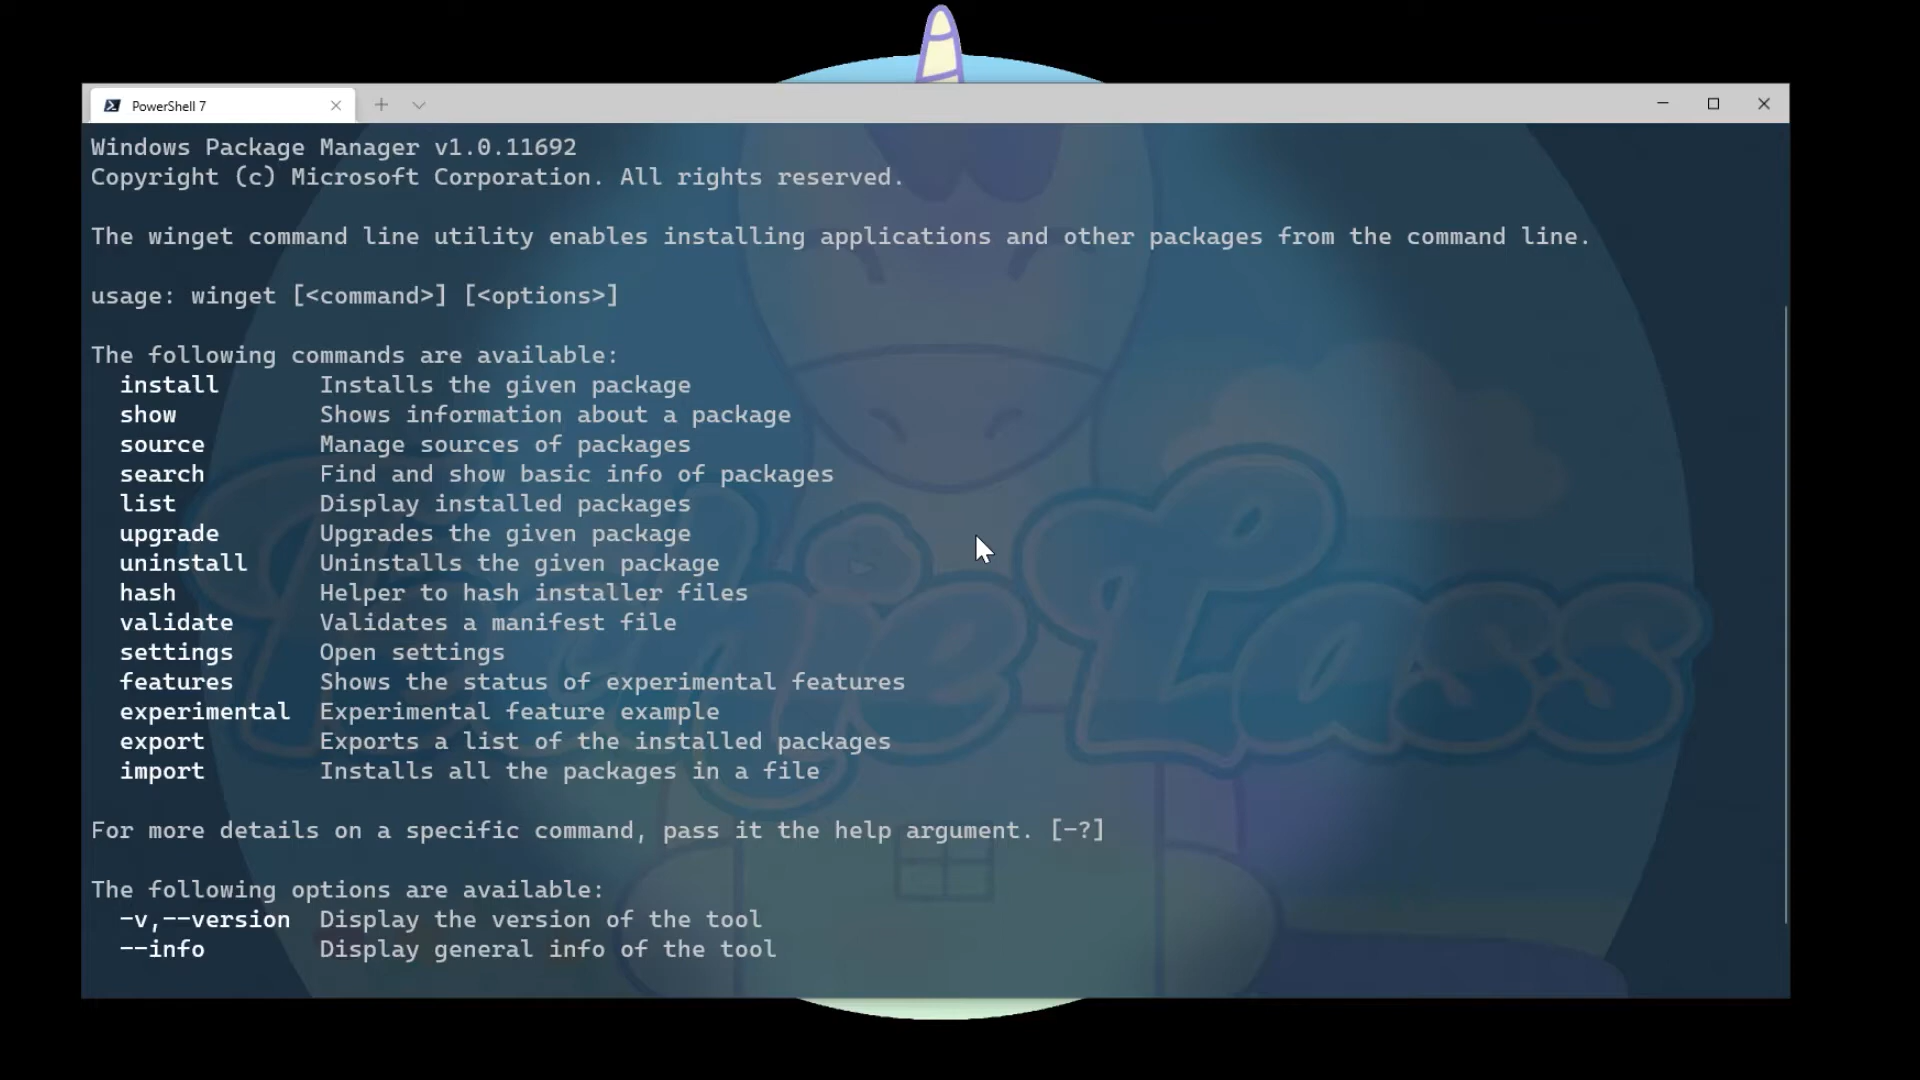 PowerShell 7
Windows Package Manager v1.0.11692
Copyright (c) Microsoft Corporation. All rights reserved.
The winget command line utility enables installing applications and other packages from the command line.
usage: winget [<command>] [<options>]
The following commands are available:
install Installs the given package
show Shows information about a package
source Manage sources of packages
search Find and show basic info of packages
list Display installed packages
upgrade Upgrades the given package
uninstall Uninstalls the given package
hash Helper to hash installer files
validate Validates a manifest file
settings Open settings
features Shows the status of experimental features
experimental Experimental feature example
export Exports a list of the installed packages
import Installs all the packages in a file
For more details on a specific command, pass it the help argument. [-?]
The following options are available:
-v,--version Display the version of the tool
--info Display general info of the tool
Lass